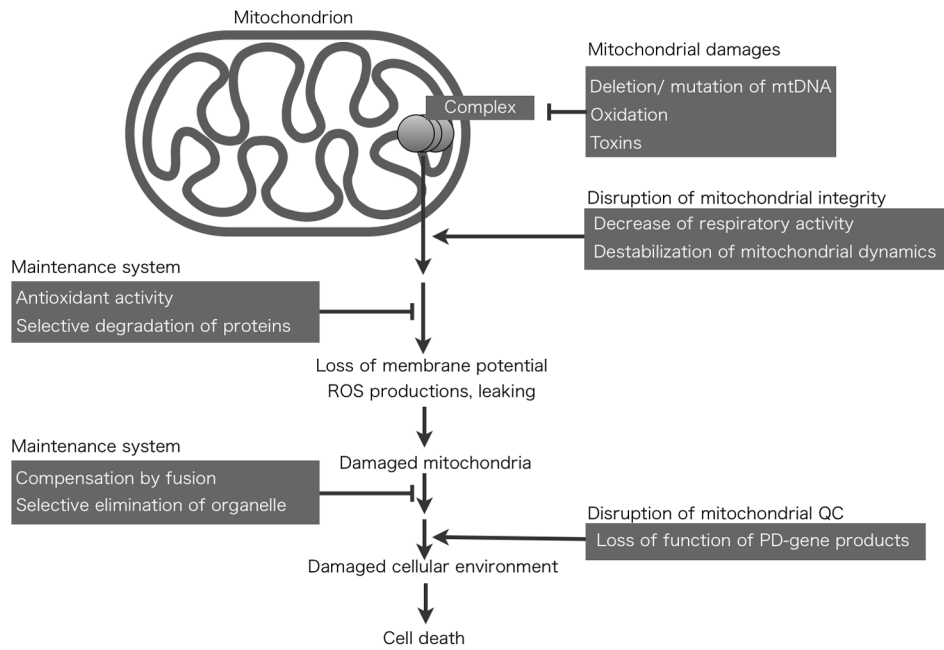 Mitochondrion
Mitochondrial damages
Complex
Deletion/ mutation of mtDNA
Oxidation
Toxins
Disruption of mitochondrial integrity
Decrease of respiratory activity
Destabilization of mitochondrial dynamics
Maintenance system
Antioxidant activity
Selective degradation of proteins
Loss of membrane potential
ROS productions, leaking
Maintenance system
Compensation by fusion
Selective elimination of organelle
Damaged mitochondria
Disruption of mitochondrial QC
Loss of function of PD-gene products
Damaged cellular environment
Cell death